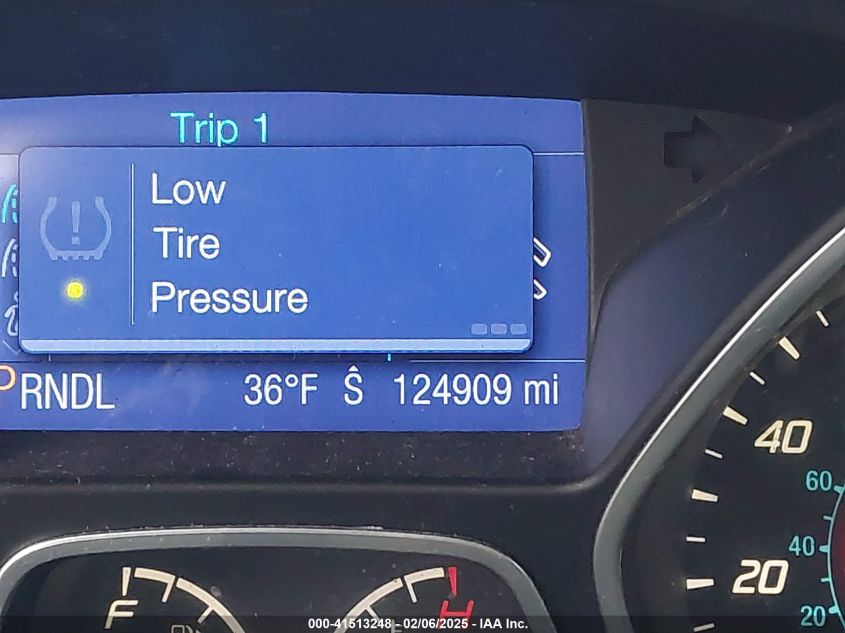 Trip 1
Low
Tire
Pressure
PRNDL 36°F Ŝ 124909 mi
40
60
40
20
20
F H
000-41513248 - 02/06/2025 - IAA Inc.